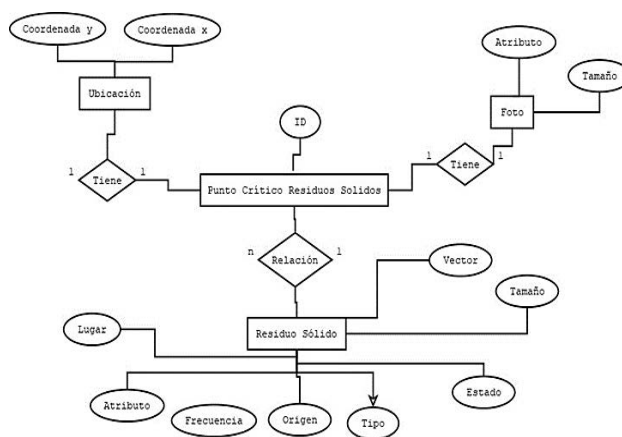 Coordenada y
Coordenada x
Atributo
Tamaño
Ubicación
Foto
ID
1
Tiene
1
Punto Crítico Residuos Solidos
1
Tiene
1
n
Relación
1
Vector
Tamaño
Lugar
Residuo Sólido
Estado
Atributo
Frecuencia
Origen
Tipo